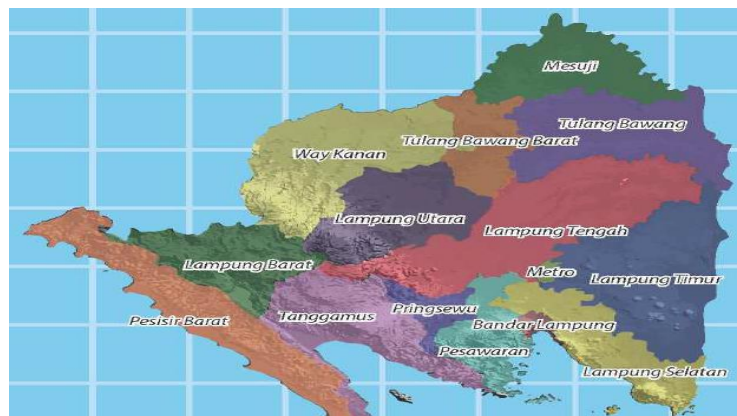 Mesuji
Tulang Bawang
Tulang Bawang Barat
Way Kanan
Lampung Utara
Lampung Tengah
Lampung Barat
Metro
Lampung Timur
Pringsewu
Tanggamus
Pesisir Barat
Bandar Lampung
Pesawaran
Lampung Selatan